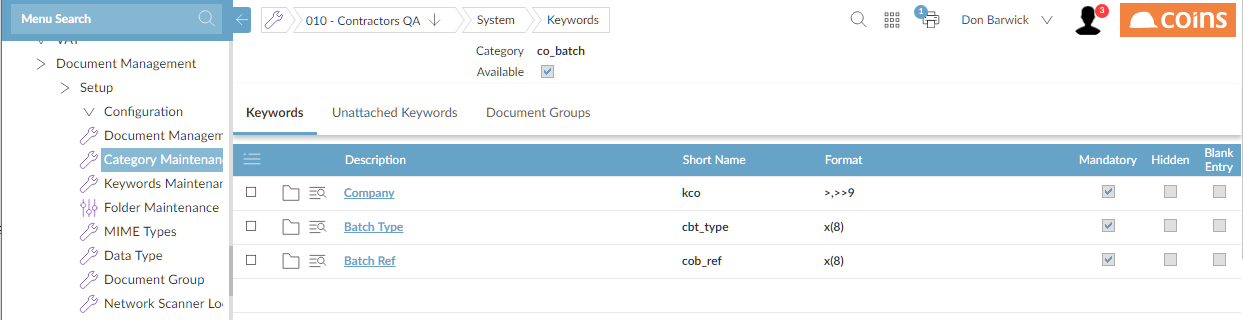 Menu Search
VAT
Document Management
Setup
Configuration
Document Managem
Category Maintenan
Keywords Maintenar
Folder Maintenance
MIME Types
Data Type
Document Group
Network Scanner Lo
010 - Contractors QA
System
Keywords
1
Don Barwick
3
coins
Category co_batch
Available
Keywords Unattached Keywords Document Groups
Description Short Name Format Mandatory Hidden Blank Entry
Company kco >,>>9
Batch Type cbt_type x(8)
Batch Ref cob_ref x(8)